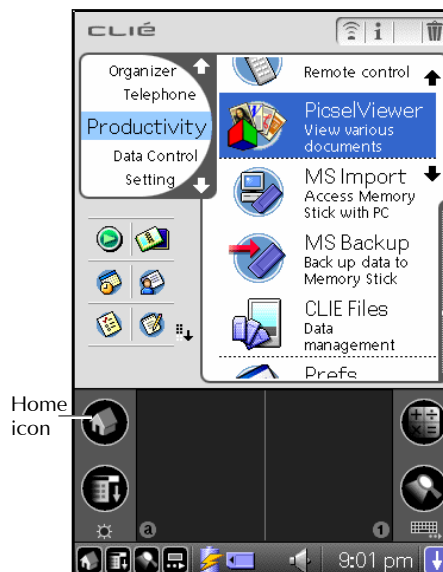 CLIÉ
i
Organizer
Telephone
Productivity
Data Control
Setting
Remote control
PicselViewer
View various
documents
MS Import
Access Memory
Stick with PC
MS Backup
Back up data to
Memory Stick
CLIE Files
Data
management
Prefs
Home
icon
a
1
9:01 pm